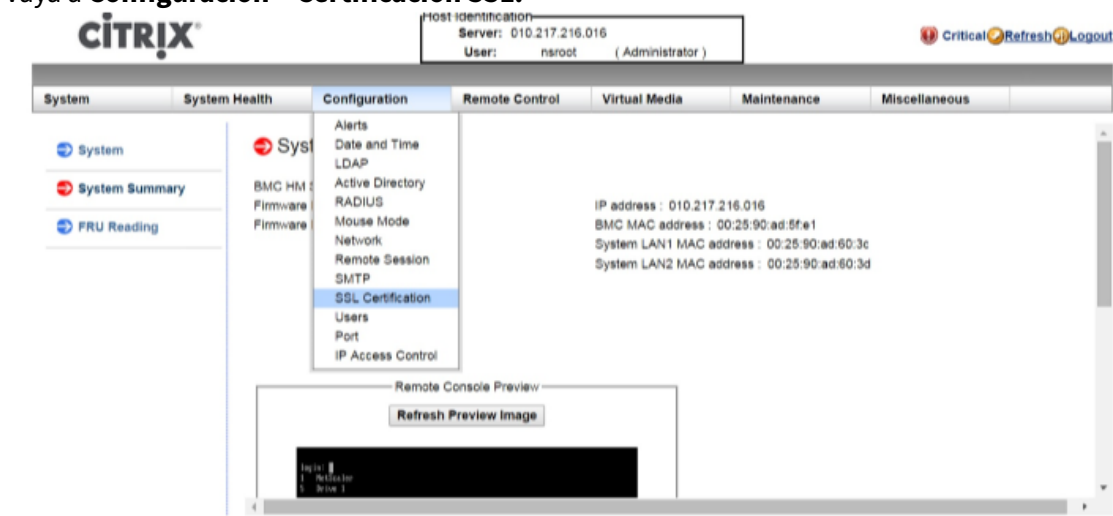 CITRIX
Host Identification
Server: 010.217.216.016
User: nsroot ( Administrator )
Critical Refresh Logout
System System Health Configuration Remote Control Virtual Media Maintenance Miscellaneous
System
System Summary
FRU Reading
Alerts
Date and Time
LDAP
Active Directory
RADIUS
Mouse Mode
Network
Remote Session
SMTP
SSL Certification
Users
Port
IP Access Control
Syst
BMC HM
Firmware
Firmware
IP address : 010.217.216.016
BMC MAC address : 00:25:90:ad:5f:e1
System LAN1 MAC address : 00:25:90:ad:60:3c
System LAN2 MAC address : 00:25:90:ad:60:3d
Remote Console Preview
Refresh Preview Image
login:
1 NetScaler
5 Drive 1